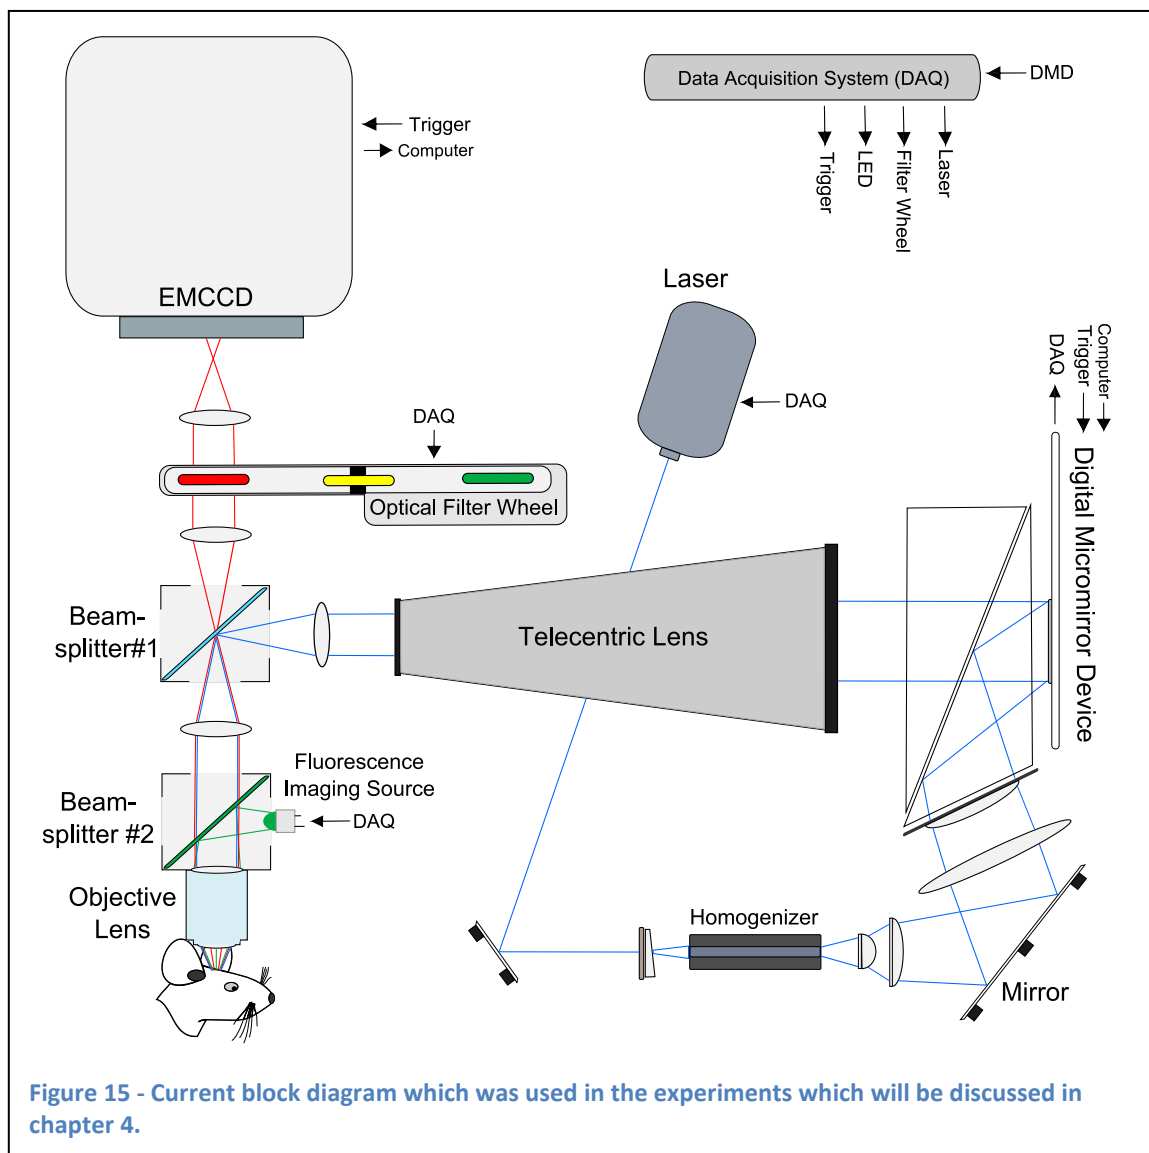 Data Acquisition System (DAQ)
DMD
Trigger
LED
Filter Wheel
Laser
Trigger
Computer
EMCCD
Laser
DAQ
DAQ
Optical Filter Wheel
Computer
Trigger
DAQ
Digital Micromirror Device
Beam-
splitter#1
Telecentric Lens
Fluorescence
Imaging Source
DAQ
Beam-
splitter #2
Objective
Lens
Homogenizer
Mirror
Figure 15 - Current block diagram which was used in the experiments which will be discussed in
chapter 4.